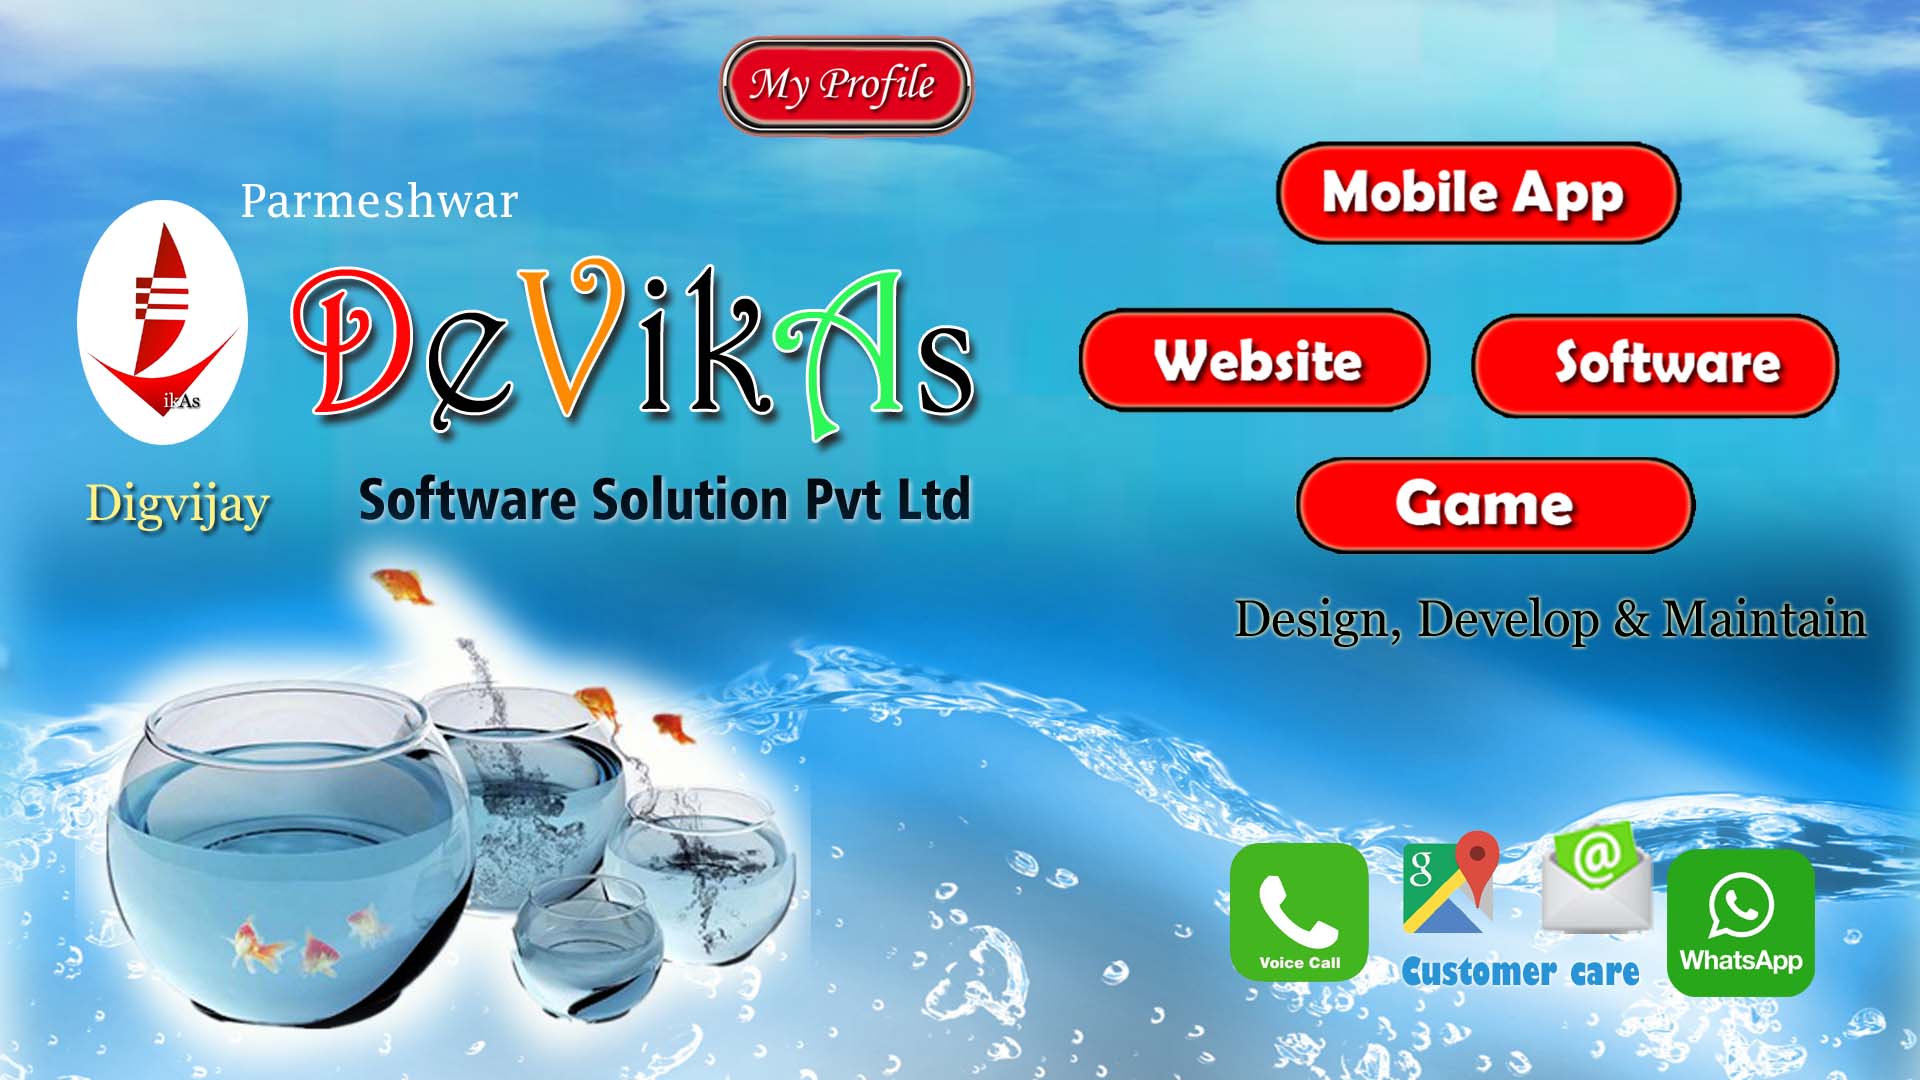 My Profile
Parmeshwar
DeVikAs
ikAs
Digvijay
Software Solution Pvt Ltd
Mobile App
Website
Software
Game
Design, Develop & Maintain
Voice Call
g
@
Customer care
WhatsApp